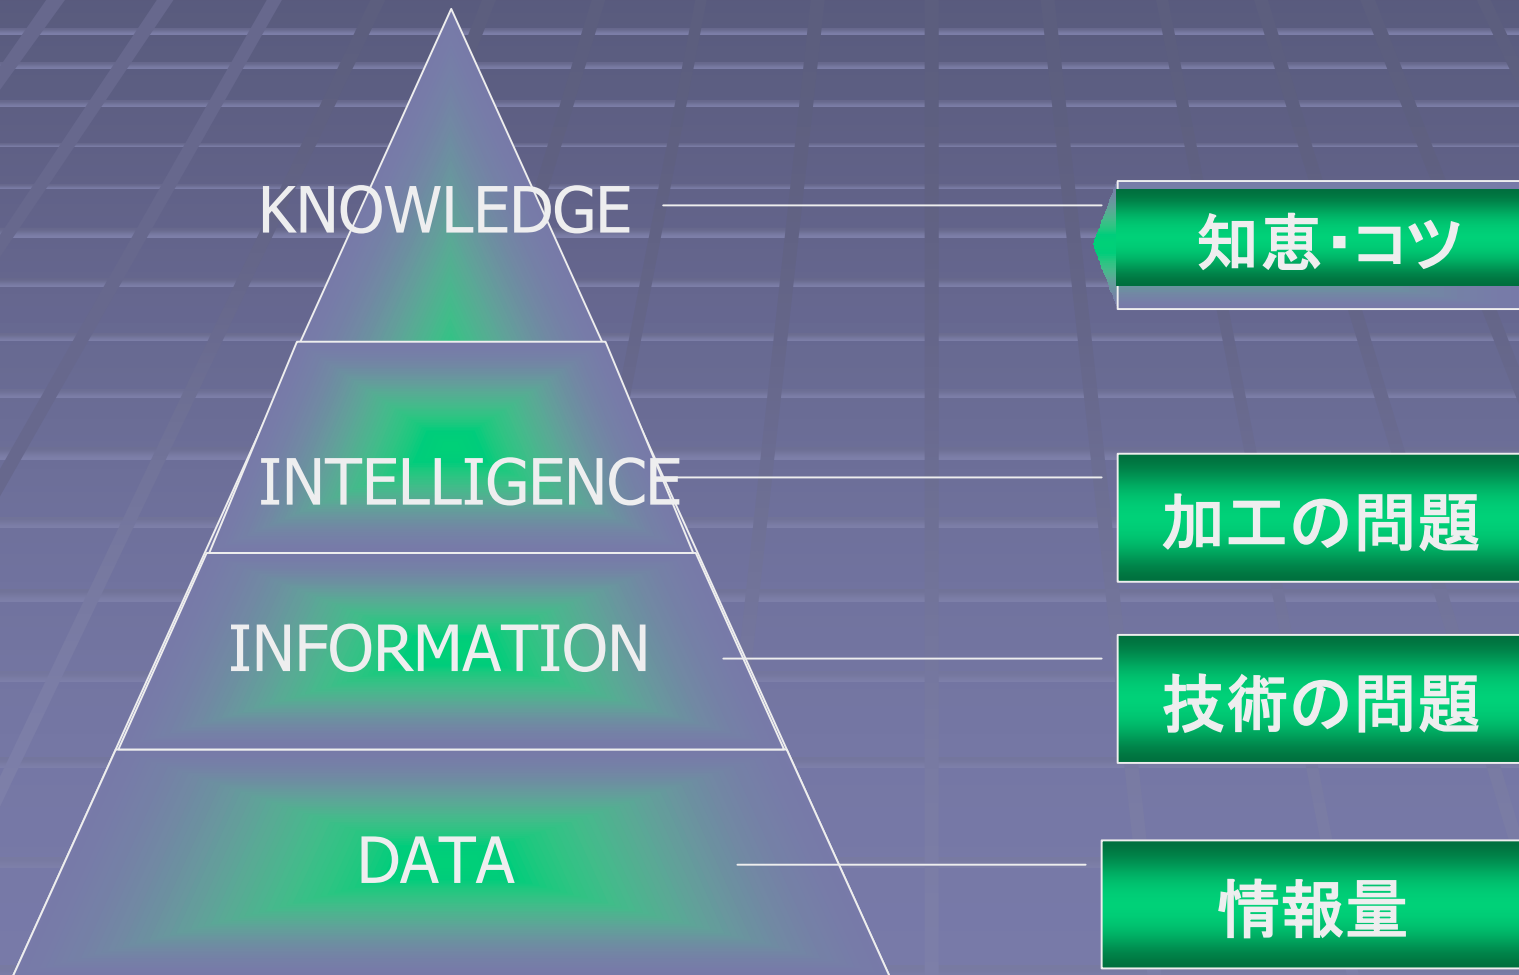 KNOWLEDGE
知恵・コツ
INTELLIGENCE
加工の問題
INFORMATION
技術の問題
DATA
情報量